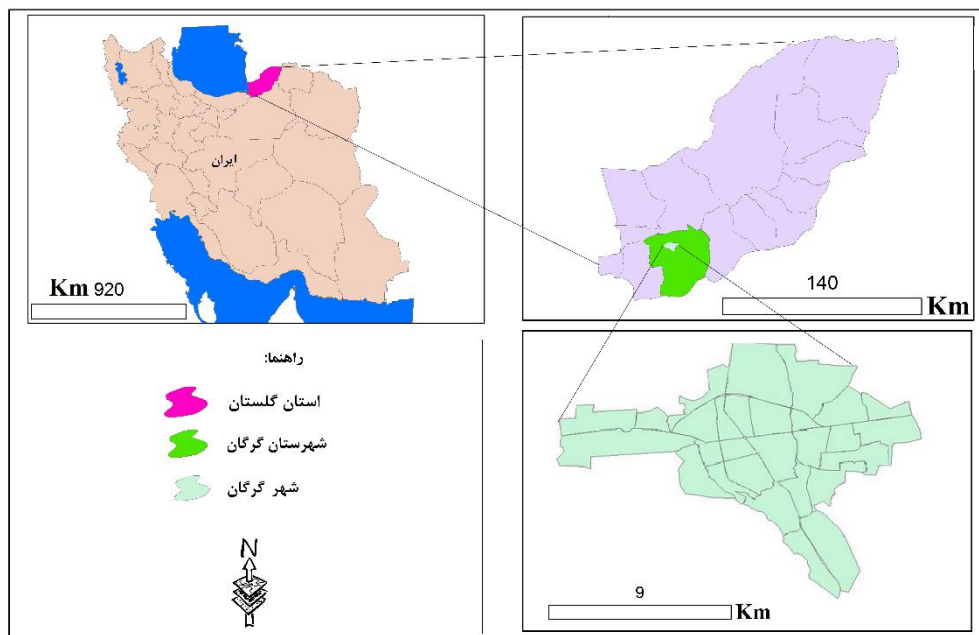 ایران
Km 920
140
Km
راهنما:
استان گلستان
شهرستان گرگان
شهر گرگان
N
9
Km